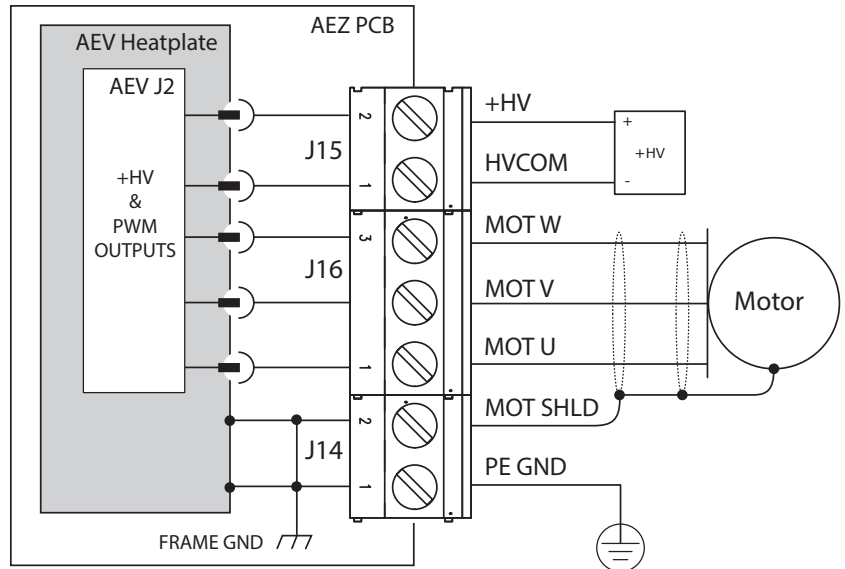 AEZ PCB
AEV Heatplate
AEV J2
+HV
&
PWM
OUTPUTS
J15
2
1
J16
3
1
J14
2
1
FRAME GND
+HV
HVCOM
+
+HV
-
MOT W
MOT V
MOT U
MOT SHLD
PE GND
Motor